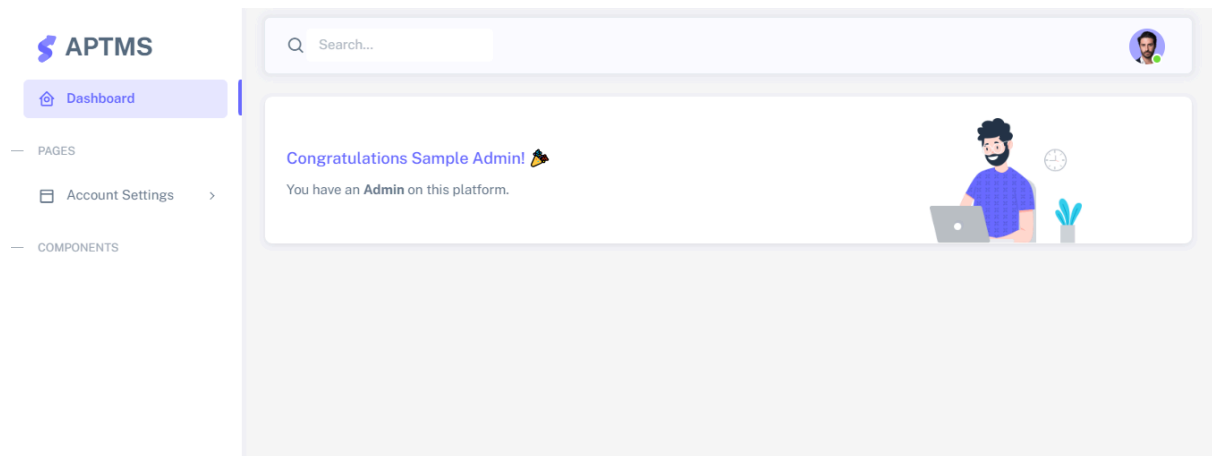 APTMS
Dashboard
PAGES
Account Settings
COMPONENTS
Search...
Congratulations Sample Admin! 🎉
You have an Admin on this platform.